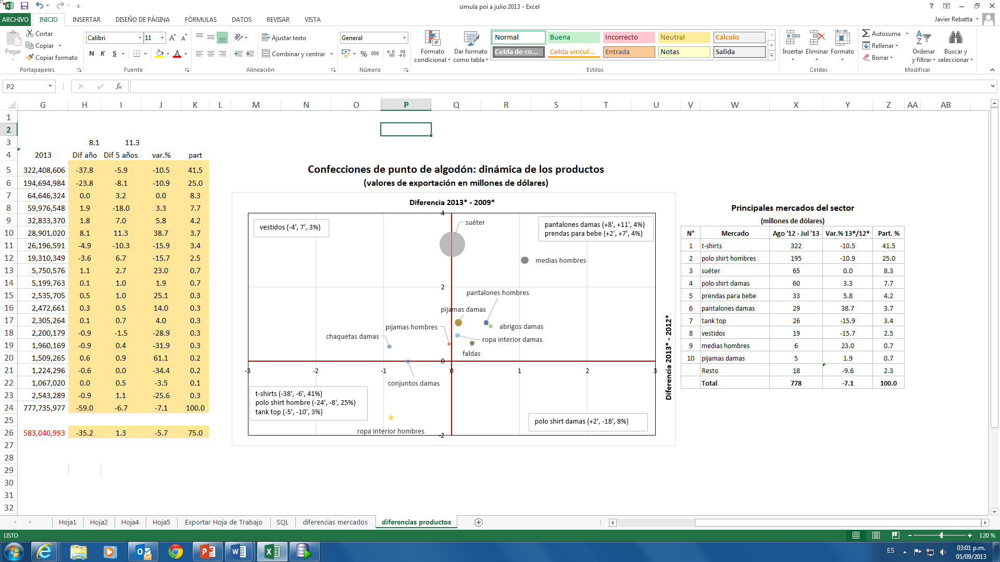 simula poi a julio 2013 - Excel
ARCHIVO INICIO INSERTAR DISEÑO DE PÁGINA FÓRMULAS DATOS REVISAR VISTA Javier Rebatta
Pegar
Cortar
Copiar
Copiar formato
Portapapeles
Calibri 11
N K S A A A
Fuente
Ajustar texto
Combinar y centrar
Alineación
General
% 000
Número
Formato condicional
Dar formato como tabla
Normal Buena Incorrecto Neutral Cálculo
Celda de co... Celda vincul... Entrada Notas Salida
Estilos
Insertar Eliminar Formato
Celdas
Autosuma
Rellenar
Borrar
Ordenar y filtrar
Buscar y seleccionar
Modificar
P2 fx
G H I J K L M N O P Q R S T U V W X Y Z AA AB
1
2
3 8.1 11.3
4 2013 Dif año Dif 5 años var.% part
5 322,408,606 -37.8 -5.9 -10.5 41.5
6 194,694,984 -23.8 -8.1 -10.9 25.0
7 64,646,324 0.0 3.2 0.0 8.3
8 59,976,548 1.9 -18.0 3.3 7.7
9 32,833,370 1.8 7.0 5.8 4.2
10 28,901,020 8.1 11.3 38.7 3.7
11 26,196,591 -4.9 -10.3 -15.9 3.4
12 19,310,349 -3.6 6.7 -15.7 2.5
13 5,750,576 1.1 2.7 23.0 0.7
14 5,199,763 0.1 1.0 1.9 0.7
15 2,535,705 0.5 1.0 25.1 0.3
16 2,472,661 0.3 0.5 14.0 0.3
17 2,305,264 0.1 0.7 4.0 0.3
18 2,200,179 -0.9 -1.5 -28.9 0.3
19 1,960,169 -0.9 0.4 -31.9 0.3
20 1,509,265 0.6 0.9 61.1 0.2
21 1,224,296 -0.6 0.0 -34.4 0.2
22 1,067,020 0.0 0.5 -3.5 0.1
23 2,543,289 -0.9 1.1 -25.6 0.3
24 777,735,977 -59.0 -6.7 -7.1 100.0
25
26 583,040,993 -35.2 1.3 -5.7 75.0
27
28
29
30
31
32
Confecciones de punto de algodón: dinámica de los productos
(valores de exportación en millones de dólares)
Diferencia 2013* - 2009*
4
vestidos (-4', 7', 3%)
suéter
pantalones damas (+8', +11', 4%)
prendas para bebe (+2', +7', 4%)
medias hombres
2
pantalones hombres
pijamas damas
pijamas hombres
abrigos damas
chaquetas damas
ropa interior damas
faldas
0
-3 -2 -1 0 1 2 3
conjuntos damas
t-shirts (-38', -6', 41%)
polo shirt hombre (-24', -8', 25%)
tank top (-5', -10', 3%)
polo shirt damas (+2', -18', 8%)
ropa interior hombres
-2
Diferencia 2013* - 2012*
Principales mercados del sector
(millones de dólares)
N° Mercado Ago '12 - Jul '13 Var.% 13*/12* Part. %
1 t-shirts 322 -10.5 41.5
2 polo shirt hombres 195 -10.9 25.0
3 suéter 65 0.0 8.3
4 polo shirt damas 60 3.3 7.7
5 prendas para bebe 33 5.8 4.2
6 pantalones damas 29 38.7 3.7
7 tank top 26 -15.9 3.4
8 vestidos 19 -15.7 2.5
9 medias hombres 6 23.0 0.7
10 pijamas damas 5 1.9 0.7
Resto 18 -9.6 2.3
Total 778 -7.1 100.0
Hoja1 Hoja2 Hoja4 Hoja5 Exportar Hoja de Trabajo SQL diferencias mercados diferencias productos
LISTO 120 %
ES 03:01 p.m.
05/09/2013